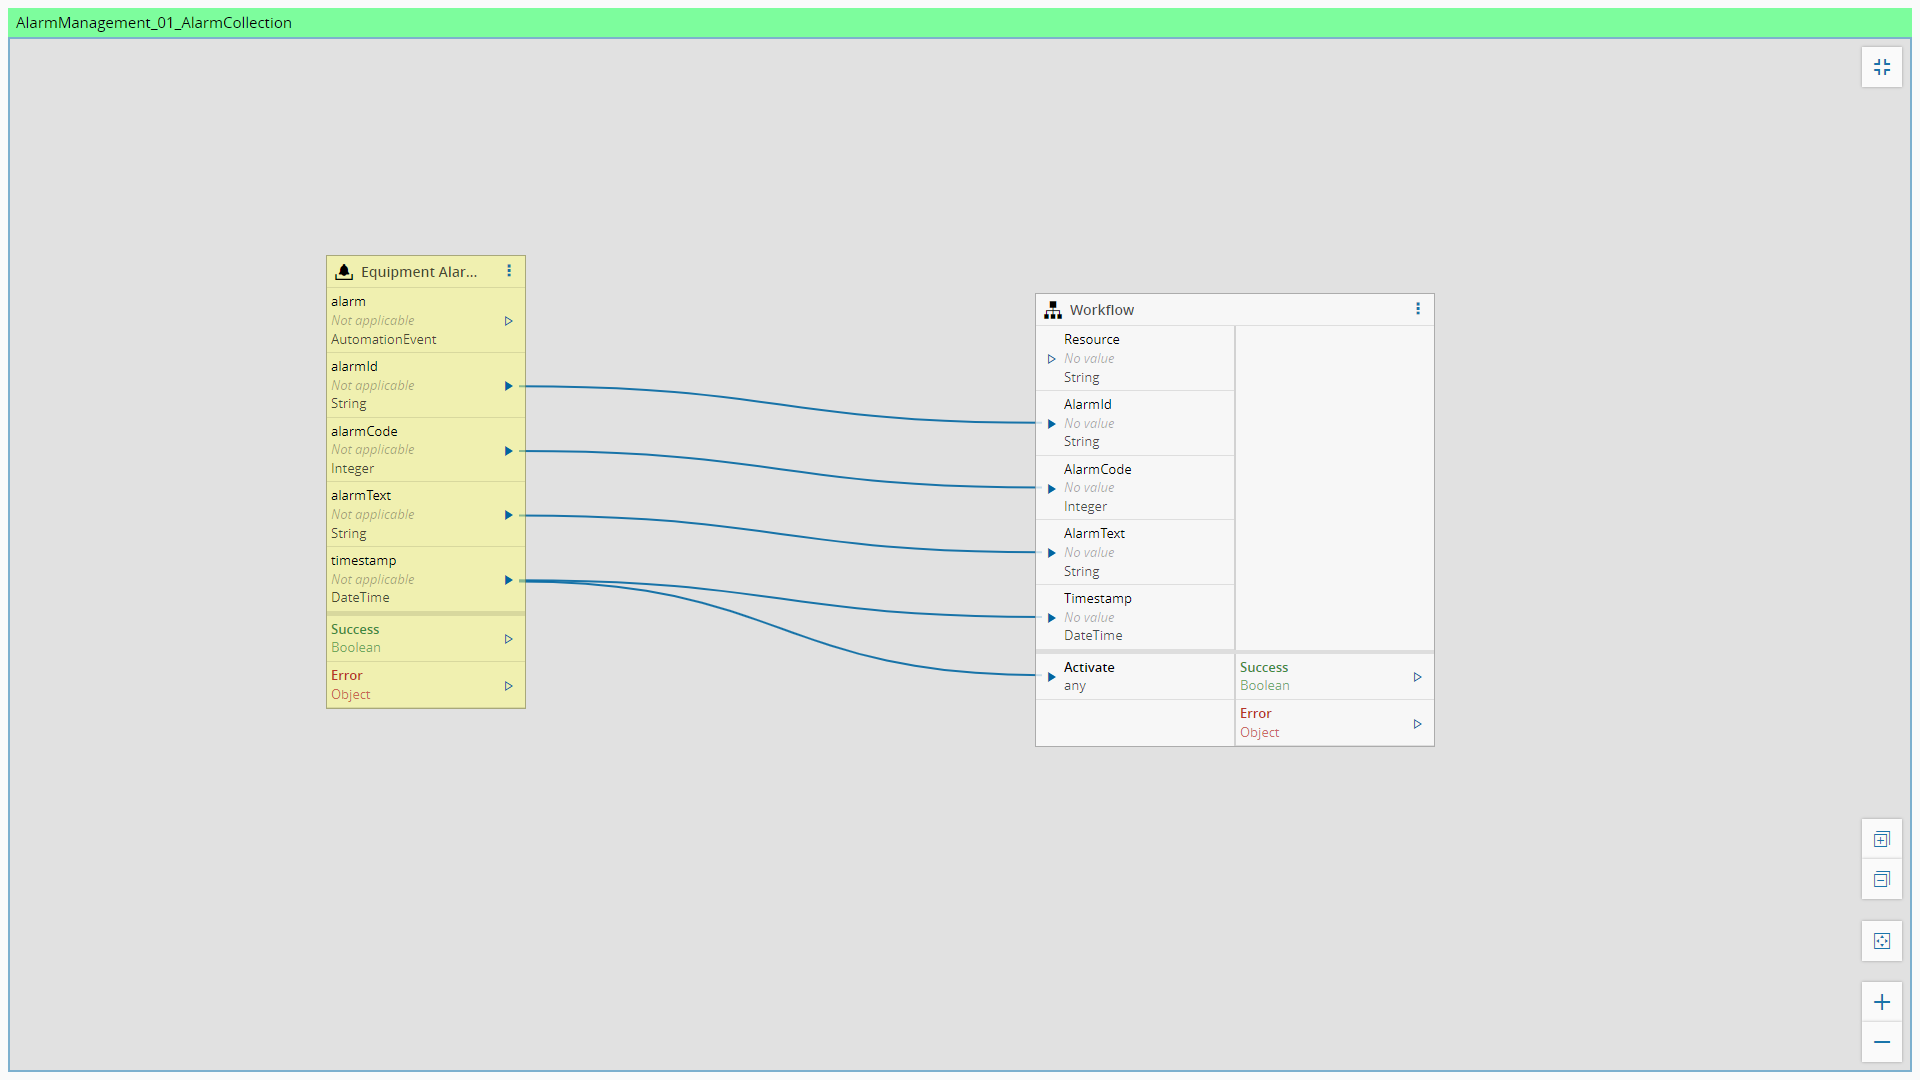 AlarmManagement_01_AlarmCollection
Equipment Alar...
alarm
Not applicable
AutomationEvent
alarmId
Not applicable
String
alarmCode
Not applicable
Integer
alarmText
Not applicable
String
timestamp
Not applicable
DateTime
Success
Boolean
Error
Object
Workflow
Resource
No value
String
AlarmId
No value
String
AlarmCode
No value
Integer
AlarmText
No value
String
Timestamp
No value
DateTime
Activate
any
Success
Boolean
Error
Object